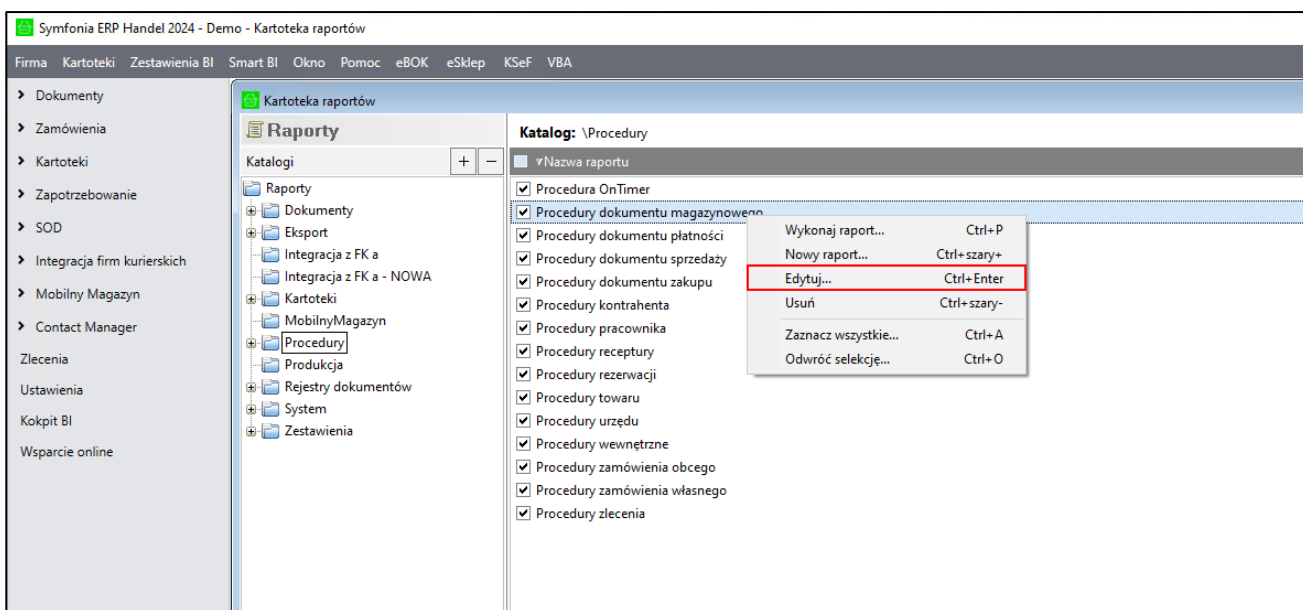 Symfonia ERP Handel 2024 - Demo - Kartoteka raportów
Firma Kartoteki Zestawienia BI Smart BI Okno Pomoc eBOK eSklep KSeF VBA
Dokumenty
Zamówienia
Kartoteki
Zapotrzebowanie
SOD
Integracja firm kurierskich
Mobilny Magazyn
Contact Manager
Zlecenia
Ustawienia
Kokpit BI
Wsparcie online
Kartoteka raportów
Raporty
Katalogi + −
Raporty
Dokumenty
Eksport
Integracja z FK a
Integracja z FK a - NOWA
Kartoteki
MobilnyMagazyn
Procedury
Produkcja
Rejestry dokumentów
System
Zestawienia
Katalog: \Procedury
Nazwa raportu
Procedura OnTimer
Procedury dokumentu magazynowego
Procedury dokumentu płatności
Procedury dokumentu sprzedaży
Procedury dokumentu zakupu
Procedury kontrahenta
Procedury pracownika
Procedury receptury
Procedury rezerwacji
Procedury towaru
Procedury urzędu
Procedury wewnętrzne
Procedury zamówienia obcego
Procedury zamówienia własnego
Procedury zlecenia
Wykonaj raport... Ctrl+P
Nowy raport... Ctrl+szary+
Edytuj... Ctrl+Enter
Usuń Ctrl+szary-
Zaznacz wszystkie... Ctrl+A
Odwróć selekcję... Ctrl+O